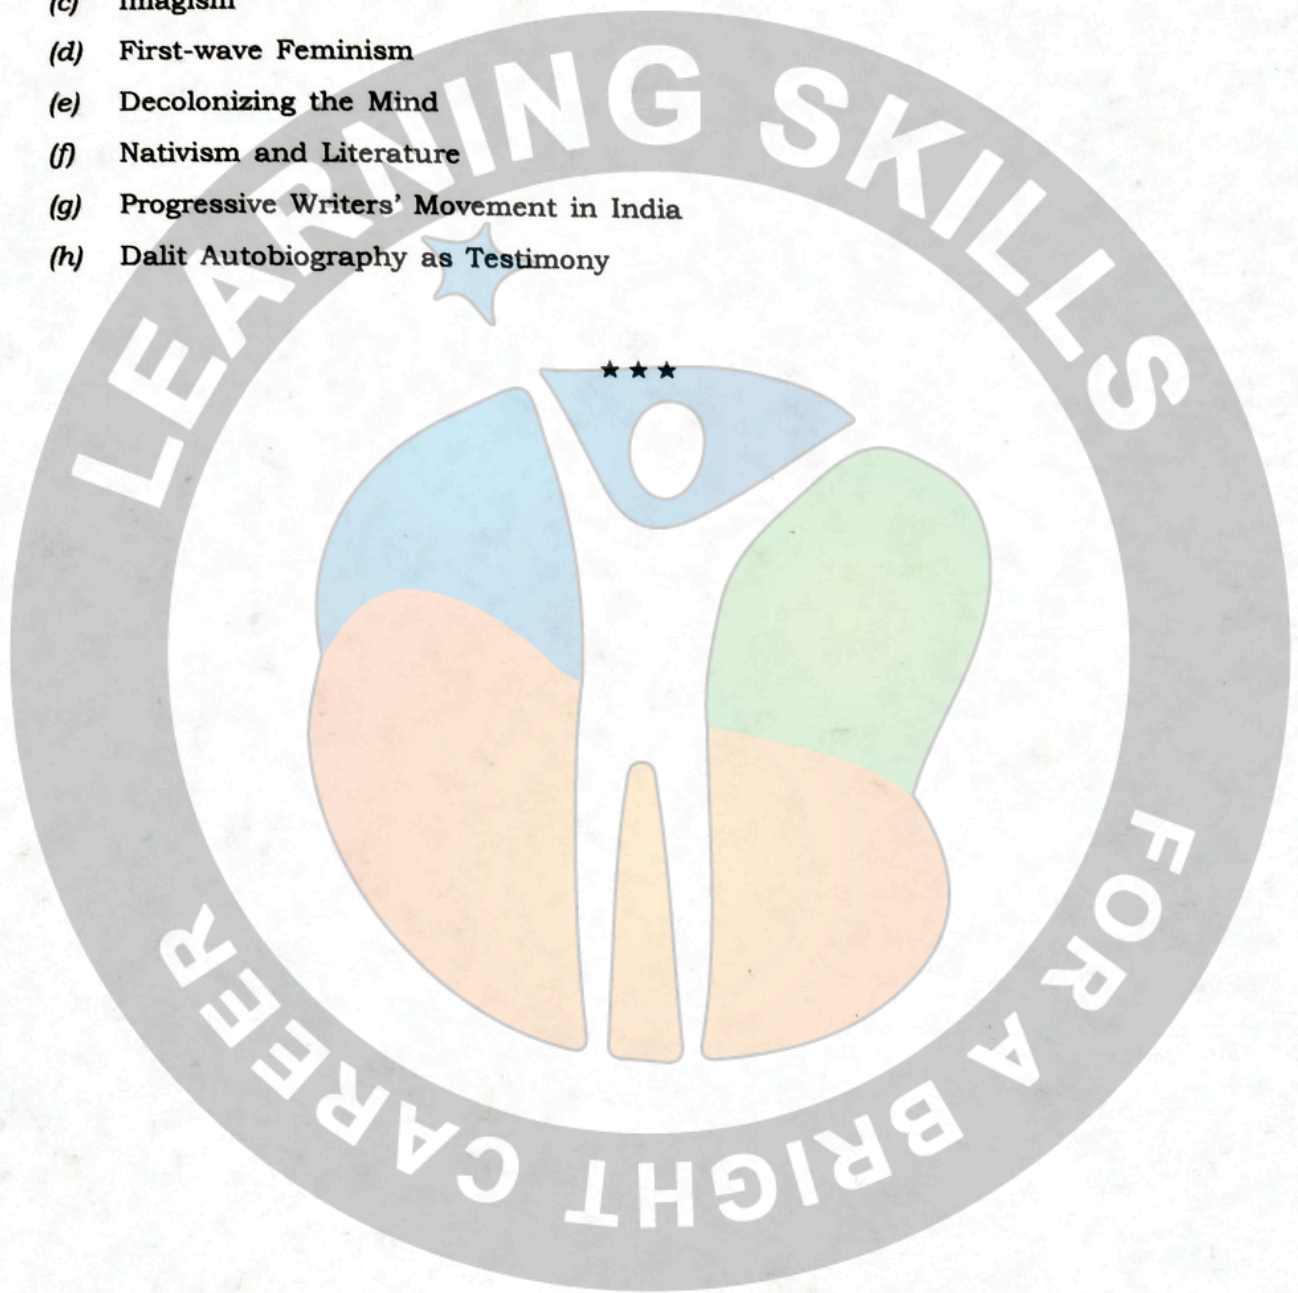 (c) Imagism
(d) First-wave Feminism
(e) Decolonizing the Mind
(f) Nativism and Literature
(g) Progressive Writers' Movement in India
(h) Dalit Autobiography as Testimony
★ ★ ★
LEARNING SKILLS
FOR A BRIGHT CAREER